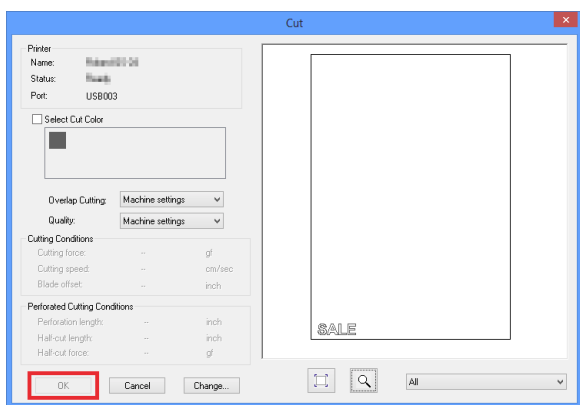 Cut
Printer
Name:
Status:
Port: USB003
Select Cut Color
Overlap Cutting: Machine settings
Quality: Machine settings
Cutting Conditions
Cutting force: -- gf
Cutting speed: -- cm/sec
Blade offset: -- inch
Perforated Cutting Conditions
Perforation length: -- inch
Half-cut length: -- inch
Half-cut force: -- gf
SALE
OK Cancel Change... All